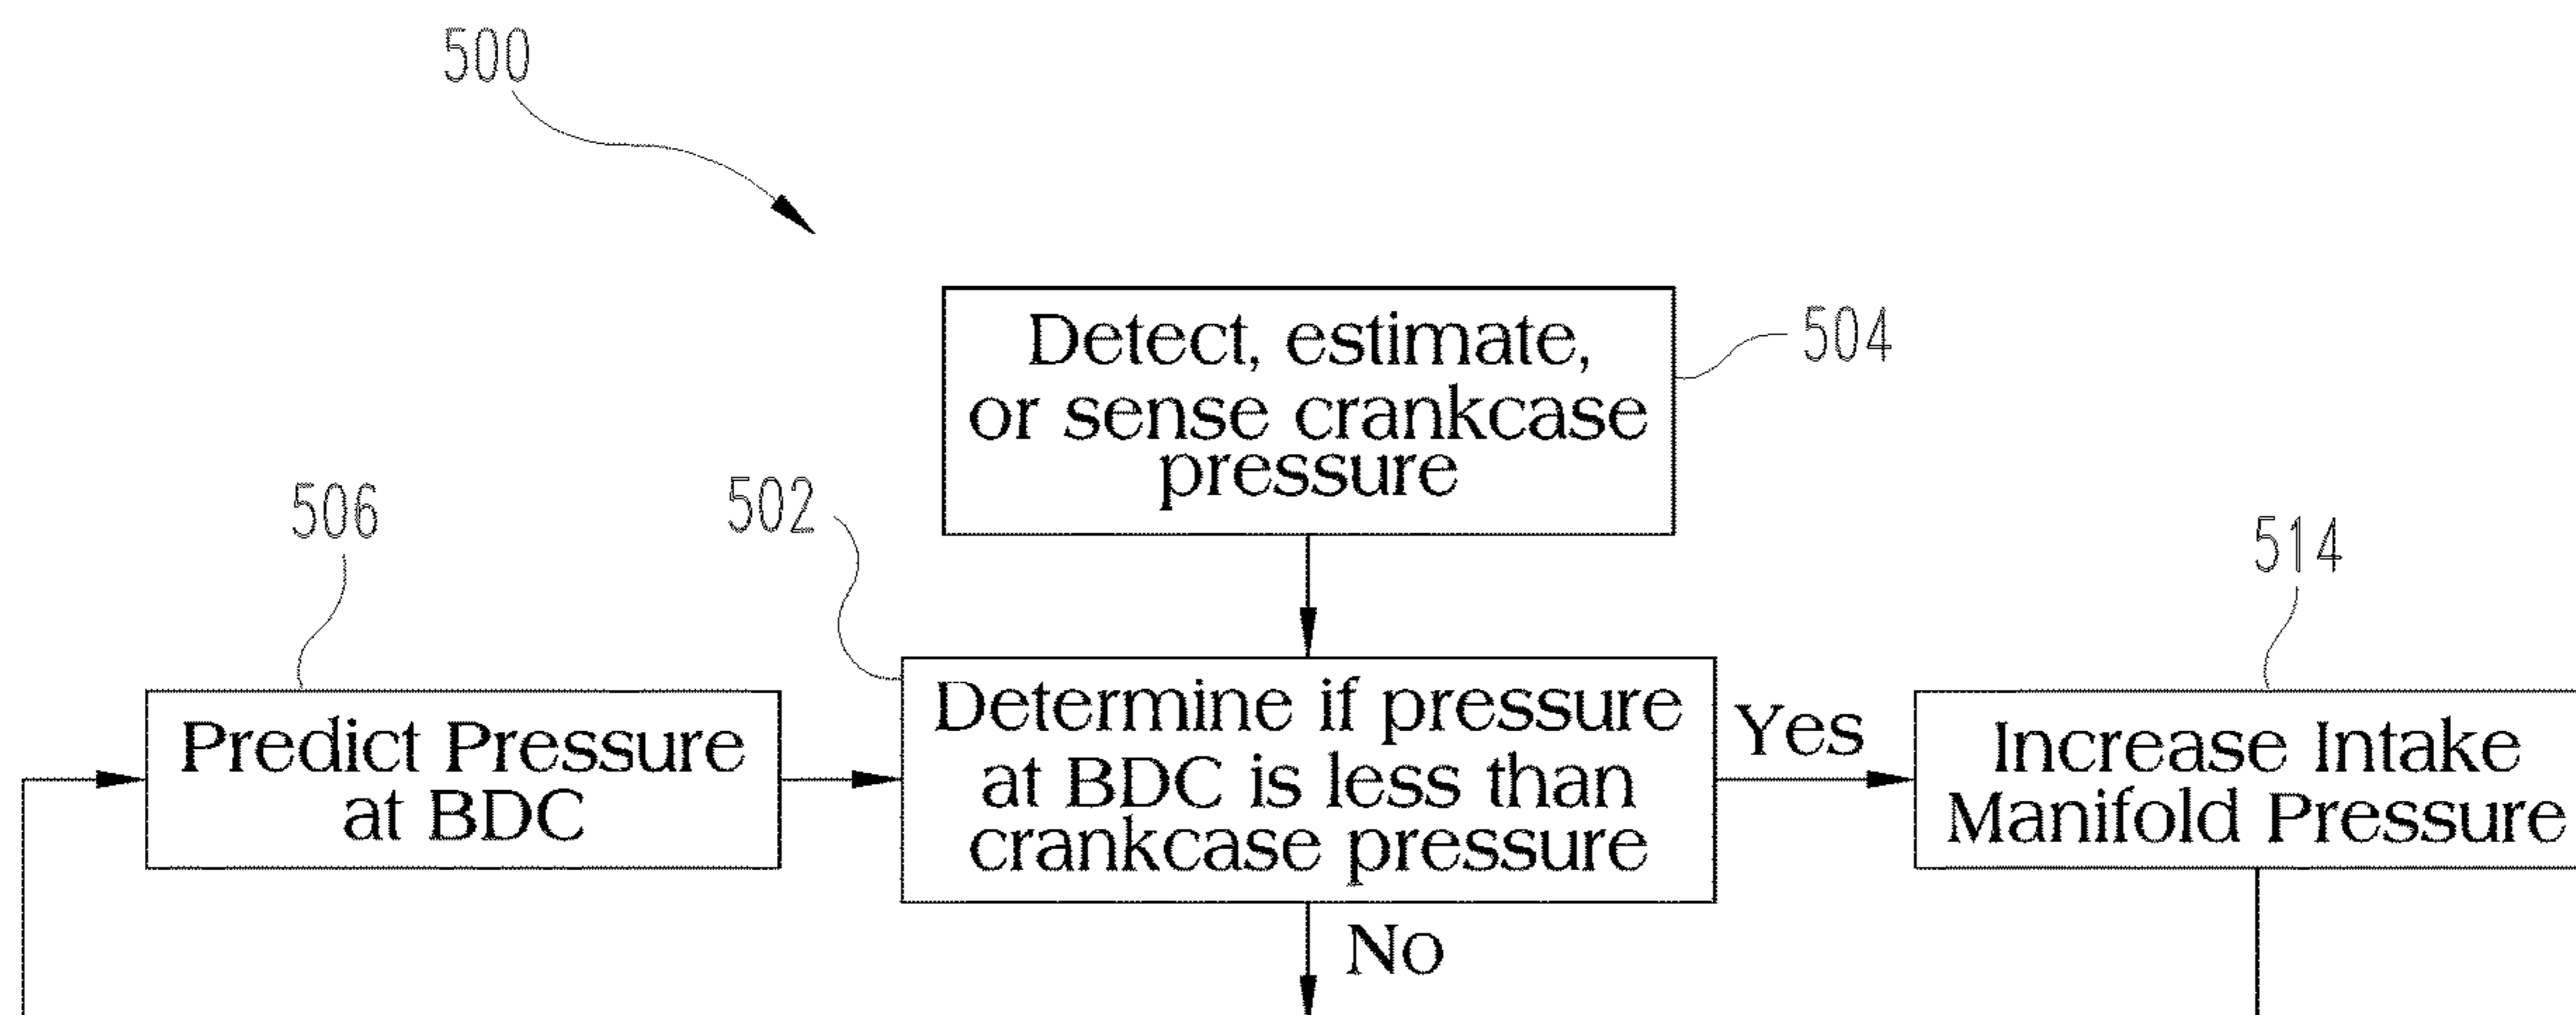 500
Detect, estimate,
or sense crankcase
pressure
504
506
502
514
Predict Pressure
at BDC
Determine if pressure
at BDC is less than
crankcase pressure
Yes
Increase Intake
Manifold Pressure
No